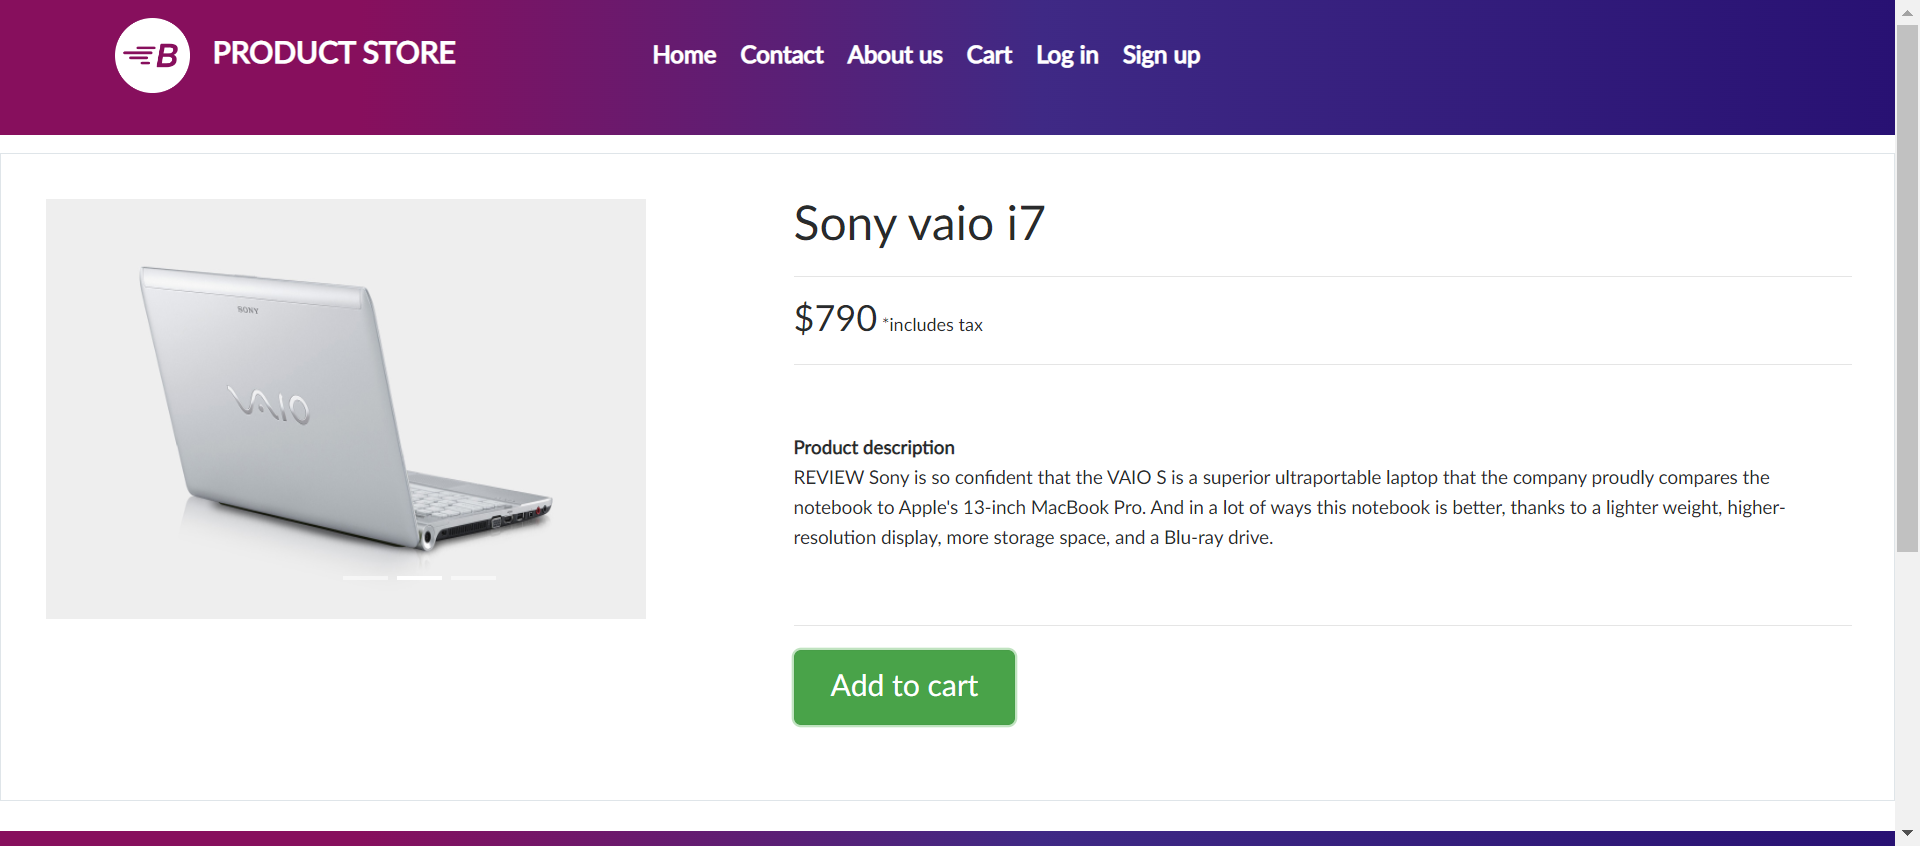 B PRODUCT STORE Home Contact About us Cart Log in Sign up
Sony vaio i7
SONY
VAIO
$790 *includes tax
Product description
REVIEW Sony is so confident that the VAIO S is a superior ultraportable laptop that the company proudly compares the
notebook to Apple's 13-inch MacBook Pro. And in a lot of ways this notebook is better, thanks to a lighter weight, higher-
resolution display, more storage space, and a Blu-ray drive.
Add to cart